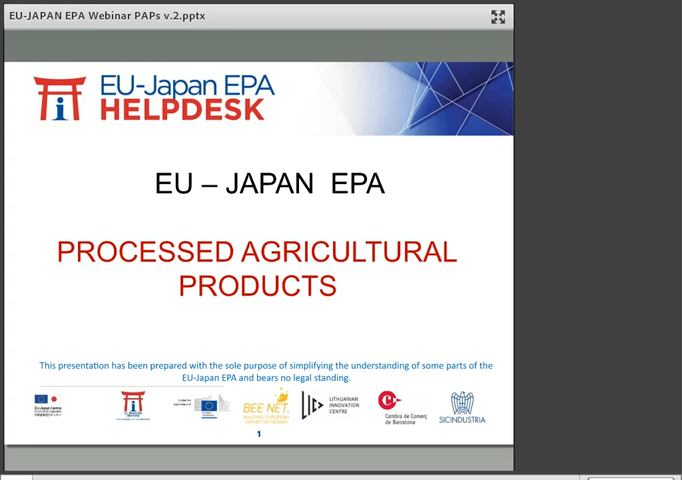 EU-JAPAN EPA Webinar PAPs v.2.pptx
EU-Japan EPA
HELPDESK
EU – JAPAN EPA
PROCESSED AGRICULTURAL
PRODUCTS
This presentation has been prepared with the sole purpose of simplifying the understanding of some parts of the
EU-Japan EPA and bears no legal standing.
BEE NET.
BUILDING EUROPEAN
EXPORT NETWORKS
LITHUANIAN
INNOVATION
CENTRE
Cambra de Comerç
de Barcelona
SICINDUSTRIA
1